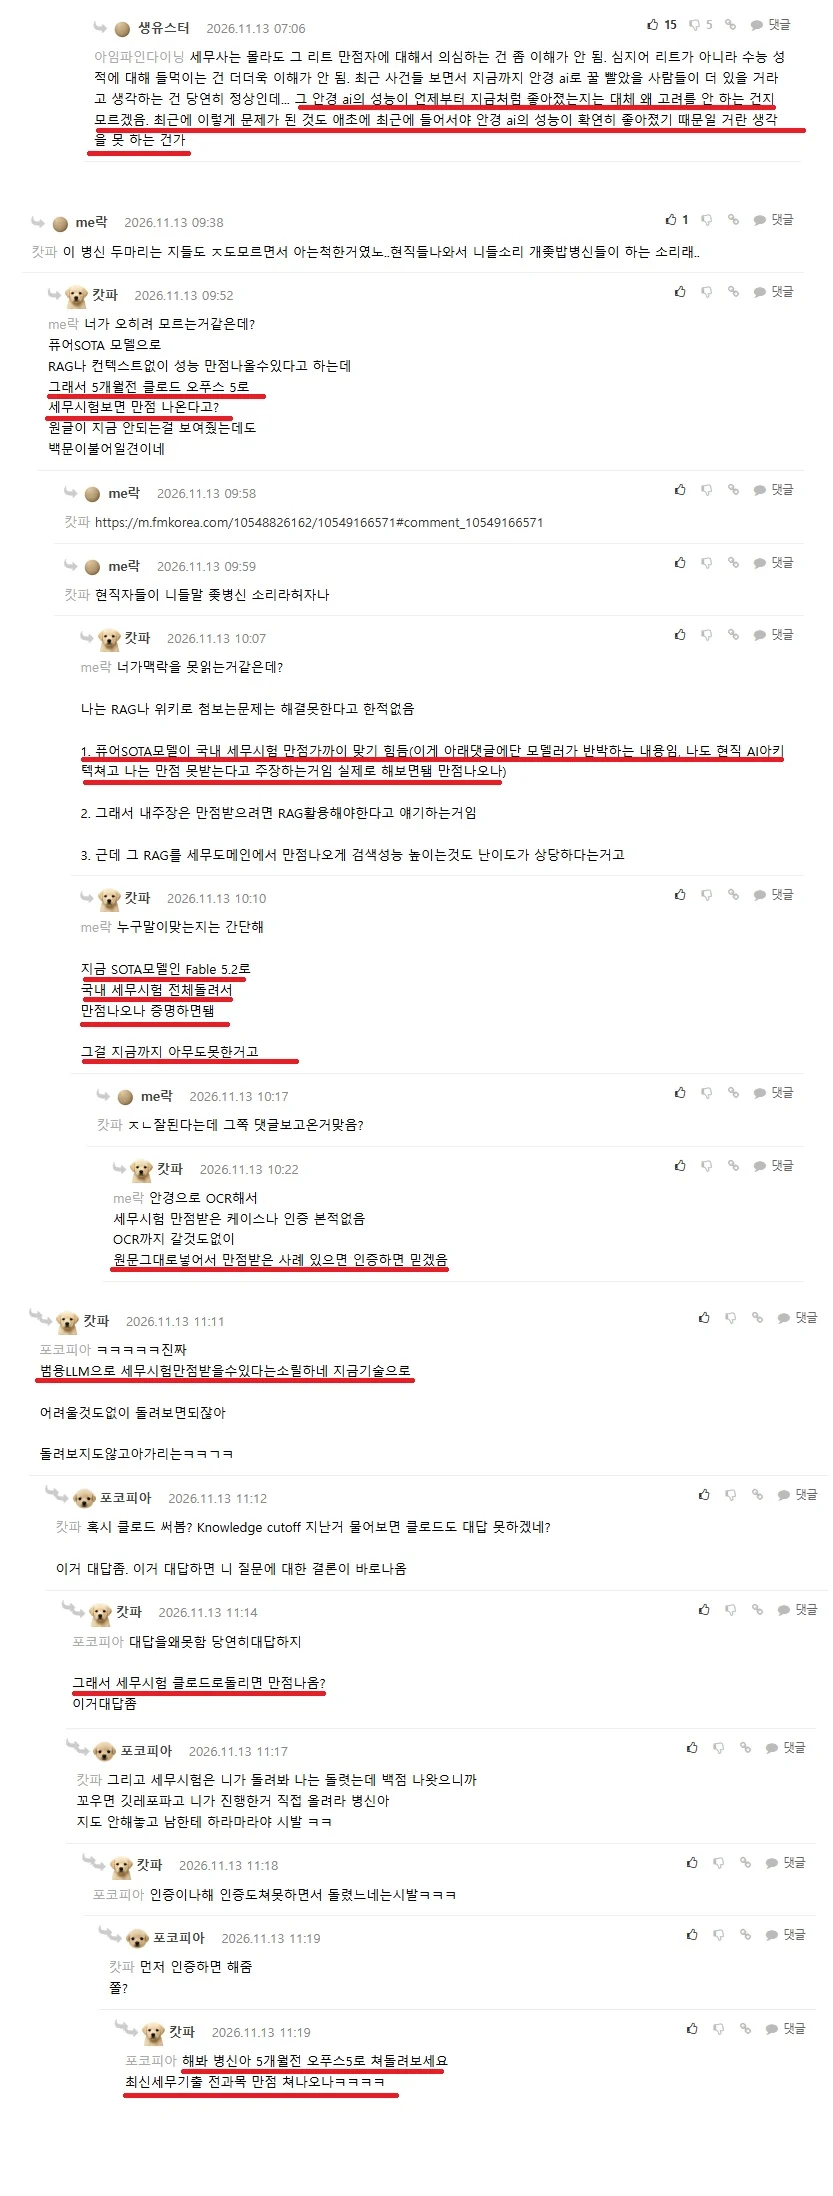 생유스터 2026.11.13 07:06 15 5 댓글
아임파인다이닝 세무사는 몰라도 그 리트 만점자에 대해서 의심하는 건 좀 이해가 안 됨. 심지어 리트가 아니라 수능 성
적에 대해 들먹이는 건 더더욱 이해가 안 됨. 최근 사건들 보면서 지금까지 안경 ai로 꿀 빨았을 사람들이 더 있을 거라
고 생각하는 건 당연히 정상인데... 그 안경 ai의 성능이 언제부터 지금처럼 좋아졌는지는 대체 왜 고려를 안 하는 건지
모르겠음. 최근에 이렇게 문제가 된 것도 애초에 최근에 들어서야 안경 ai의 성능이 확연히 좋아졌기 때문일 거란 생각
을 못 하는 건가
me락 2026.11.13 09:38 1 댓글
캇파 이 병신 두마리는 지들도 ㅈ도모르면서 아는척한거였노..현직들나와서 니들소리 개좆밥병신들이 하는 소리래..
캇파 2026.11.13 09:52 댓글
me락 너가 오히려 모르는거같은데?
퓨어SOTA 모델으로
RAG나 컨텍스트없이 성능 만점나올수있다고 하는데
그래서 5개월전 클로드 오푸스 5로
세무시험보면 만점 나온다고?
원글이 지금 안되는걸 보여줬는데도
백문이불어일견이네
me락 2026.11.13 09:58 댓글
캇파 https://m.fmkorea.com/10548826162/10549166571#comment_10549166571
me락 2026.11.13 09:59 댓글
캇파 현직자들이 니들말 좆병신 소리라허자나
캇파 2026.11.13 10:07 댓글
me락 너가맥락을 못읽는거같은데?
나는 RAG나 위키로 첨보는문제는 해결못한다고 한적없음
1. 퓨어SOTA모델이 국내 세무시험 만점가까이 맞기 힘듬(이게 아래댓글에단 모델러가 반박하는 내용임. 나도 현직 AI아키
텍쳐고 나는 만점 못받는다고 주장하는거임 실제로 해보면됌 만점나오나)
2. 그래서 내주장은 만점받으려면 RAG활용해야한다고 얘기하는거임
3. 근데 그 RAG를 세무도메인에서 만점나오게 검색성능 높이는것도 난이도가 상당하다는거고
캇파 2026.11.13 10:10 댓글
me락 누구말이맞는지는 간단해
지금 SOTA모델인 Fable 5.2로
국내 세무시험 전체돌려서
만점나오나 증명하면됌
그걸 지금까지 아무도못한거고
me락 2026.11.13 10:17 댓글
캇파 ㅈㄴ잘된다는데 그쪽 댓글보고온거맞음?
캇파 2026.11.13 10:22 댓글
me락 안경으로 OCR해서
세무시험 만점받은 케이스나 인증 본적없음
OCR까지 갈것도없이
원문그대로넣어서 만점받은 사례 있으면 인증하면 믿겠음
캇파 2026.11.13 11:11 댓글
포코피아 ㅋㅋㅋㅋㅋ진짜
범용LLM으로 세무시험만점받을수있다는소릴하네 지금기술으로
어려울것도없이 돌려보면되잖아
돌려보지도않고아가리는ㅋㅋㄱㅋ
포코피아 2026.11.13 11:12 댓글
캇파 혹시 클로드 써봄? Knowledge cutoff 지난거 물어보면 클로드도 대답 못하겠네?
이거 대답좀. 이거 대답하면 니 질문에 대한 결론이 바로나옴
캇파 2026.11.13 11:14 댓글
포코피아 대답을왜못함 당연히대답하지
그래서 세무시험 클로드로돌리면 만점나옴?
이거대답좀
포코피아 2026.11.13 11:17 댓글
캇파 그리고 세무시험은 니가 돌려봐 나는 돌렷는데 백점 나왓으니까
꼬우면 깃레포파고 니가 진행한거 직접 올려라 병신아
지도 안해놓고 남한테 하라마라야 시발 ㅋㅋ
캇파 2026.11.13 11:18 댓글
포코피아 인증이나해 인증도쳐못하면서 돌렸느네는시발ㅋㅋㅋ
포코피아 2026.11.13 11:19 댓글
캇파 먼저 인증하면 해줌
쫄?
캇파 2026.11.13 11:19 댓글
포코피아 해봐 병신아 5개월전 오푸스5로 쳐돌려보세요
최신세무기출 전과목 만점 쳐나오나ㅋㅋㅋㅋ